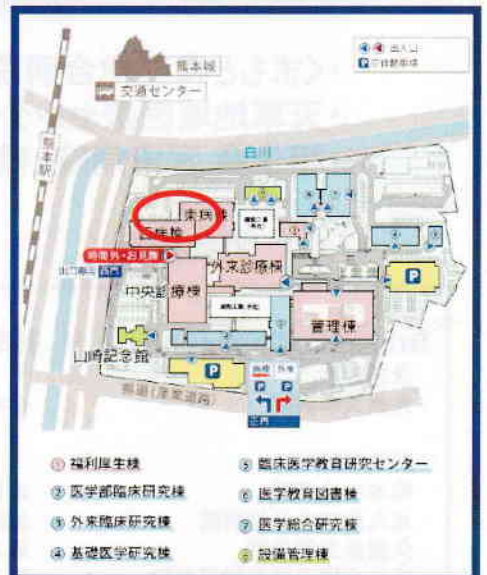 熊本城
交通センター
出入口
P 立体駐車場
熊本駅
白川
東病棟
西病棟
時間外・お見舞
外来診療棟
西門
中央診療棟
P
管理棟
山崎記念館
P
P P
正門
① 福利厚生棟
② 医学部臨床研究棟
③ 外来臨床研究棟
④ 基礎医学研究棟
⑤ 臨床医学教育研究センター
⑥ 医学教育図書棟
⑦ 医学総合研究棟
⑧ 設備管理棟